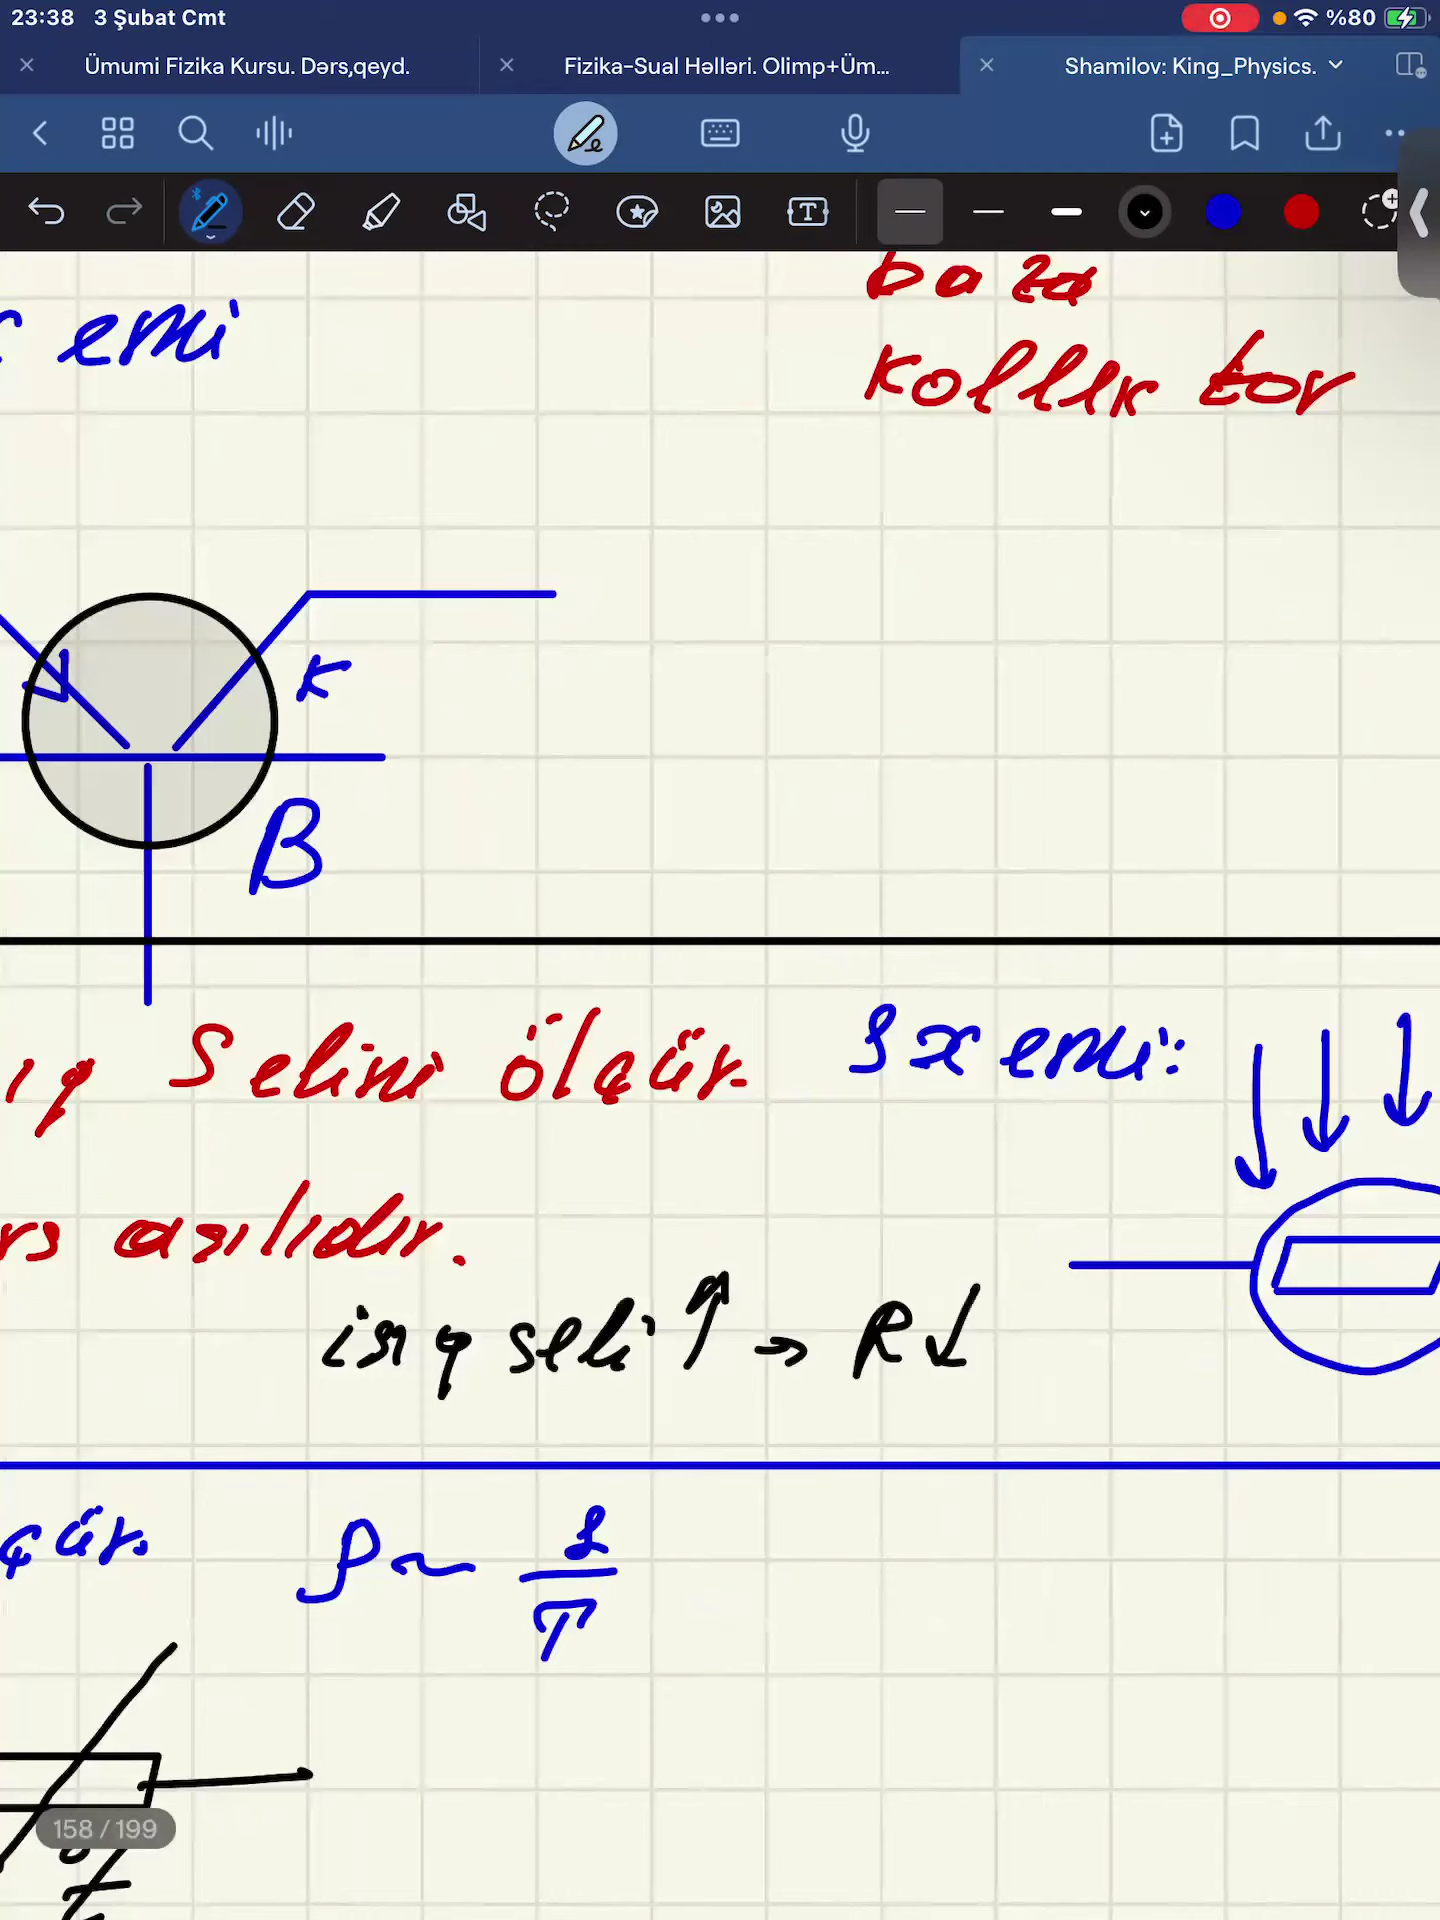 23:38 3 Şubat Cmt %80
Ümumi Fizika Kursu. Dərs,qeyd.
Fizika-Sual Həlləri. Olimp+Üm...
Shamilov: King_Physics.
baza
emi
kollektor
K
B
Selini ölçür. Sxemi:
asılıdır.
işıq seli ↑ ⇒ R↓
çür. ρ ~ 1/T
158 / 199